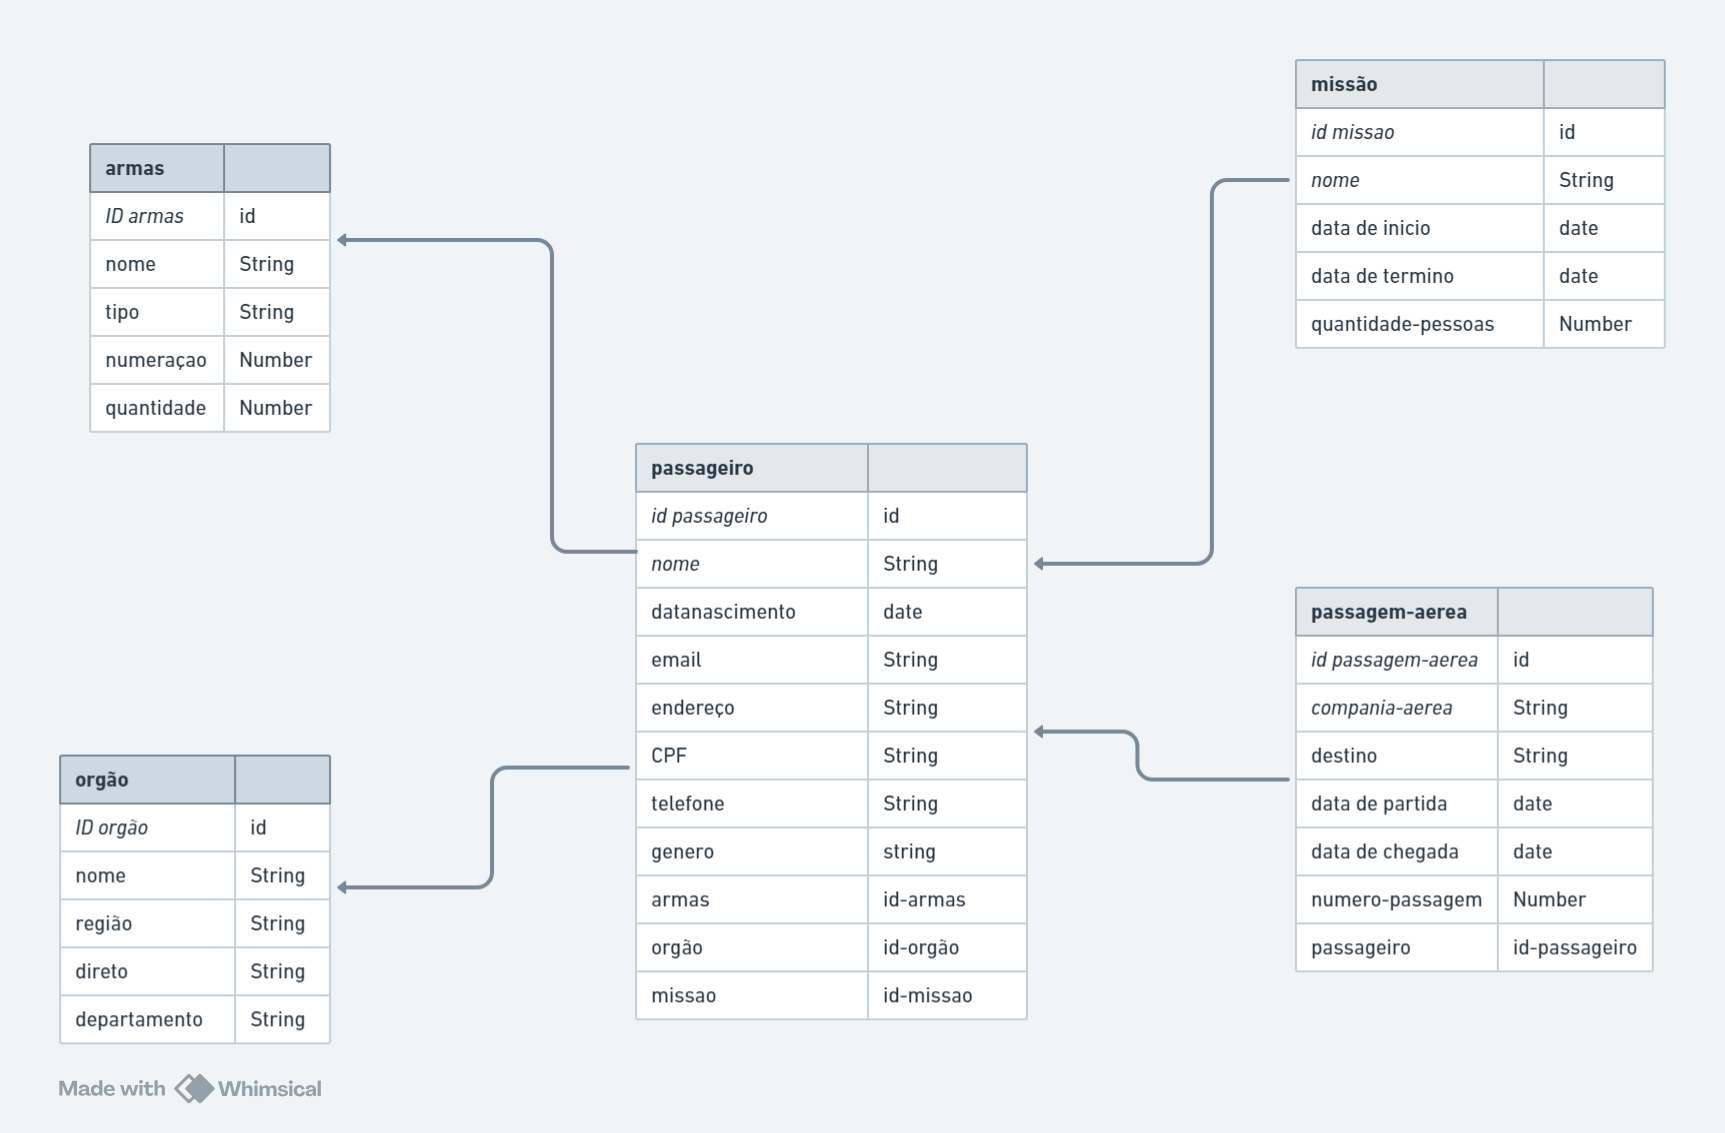 armas
ID armas id
nome String
tipo String
numeraçao Number
quantidade Number
missão
id missao id
nome String
data de inicio date
data de termino date
quantidade-pessoas Number
passageiro
id passageiro id
nome String
datanascimento date
email String
endereço String
CPF String
telefone String
genero string
armas id-armas
orgão id-orgão
missao id-missao
passagem-aerea
id passagem-aerea id
compania-aerea String
destino String
data de partida date
data de chegada date
numero-passagem Number
passageiro id-passageiro
orgão
ID orgão id
nome String
região String
direto String
departamento String
Made with Whimsical